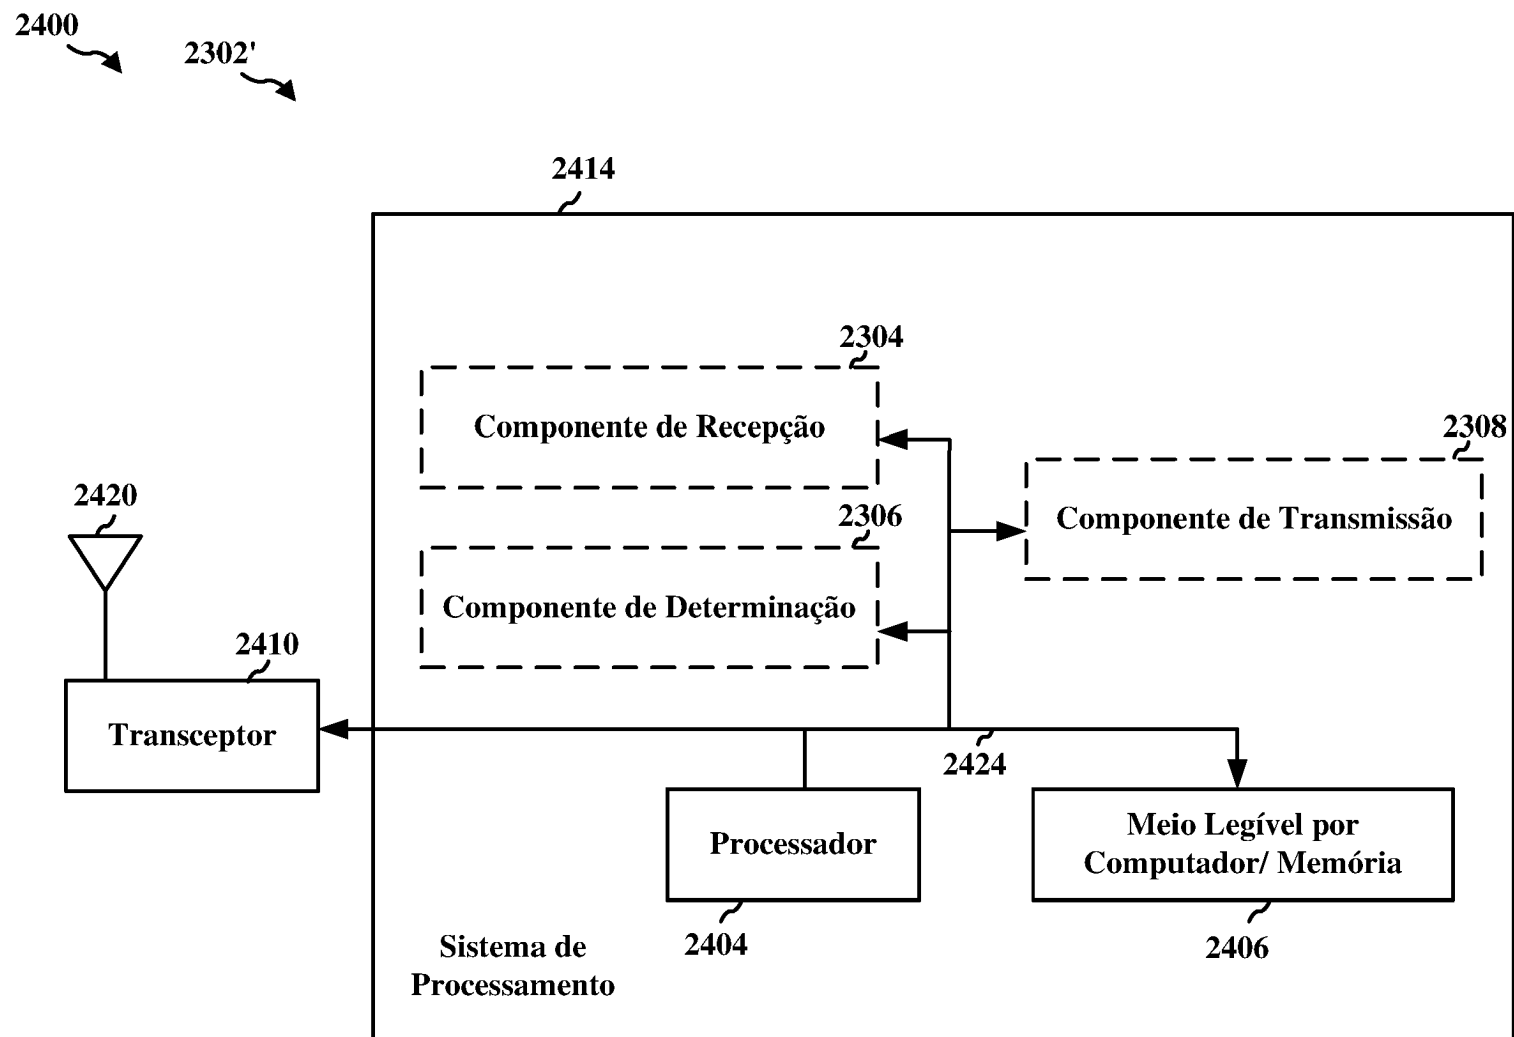 2400
2302'
2414
2304
Componente de Recepção
2308
Componente de Transmissão
2420
2306
Componente de Determinação
2410
Transceptor
2424
Processador
Meio Legível por
Computador/ Memória
2404
2406
Sistema de
Processamento